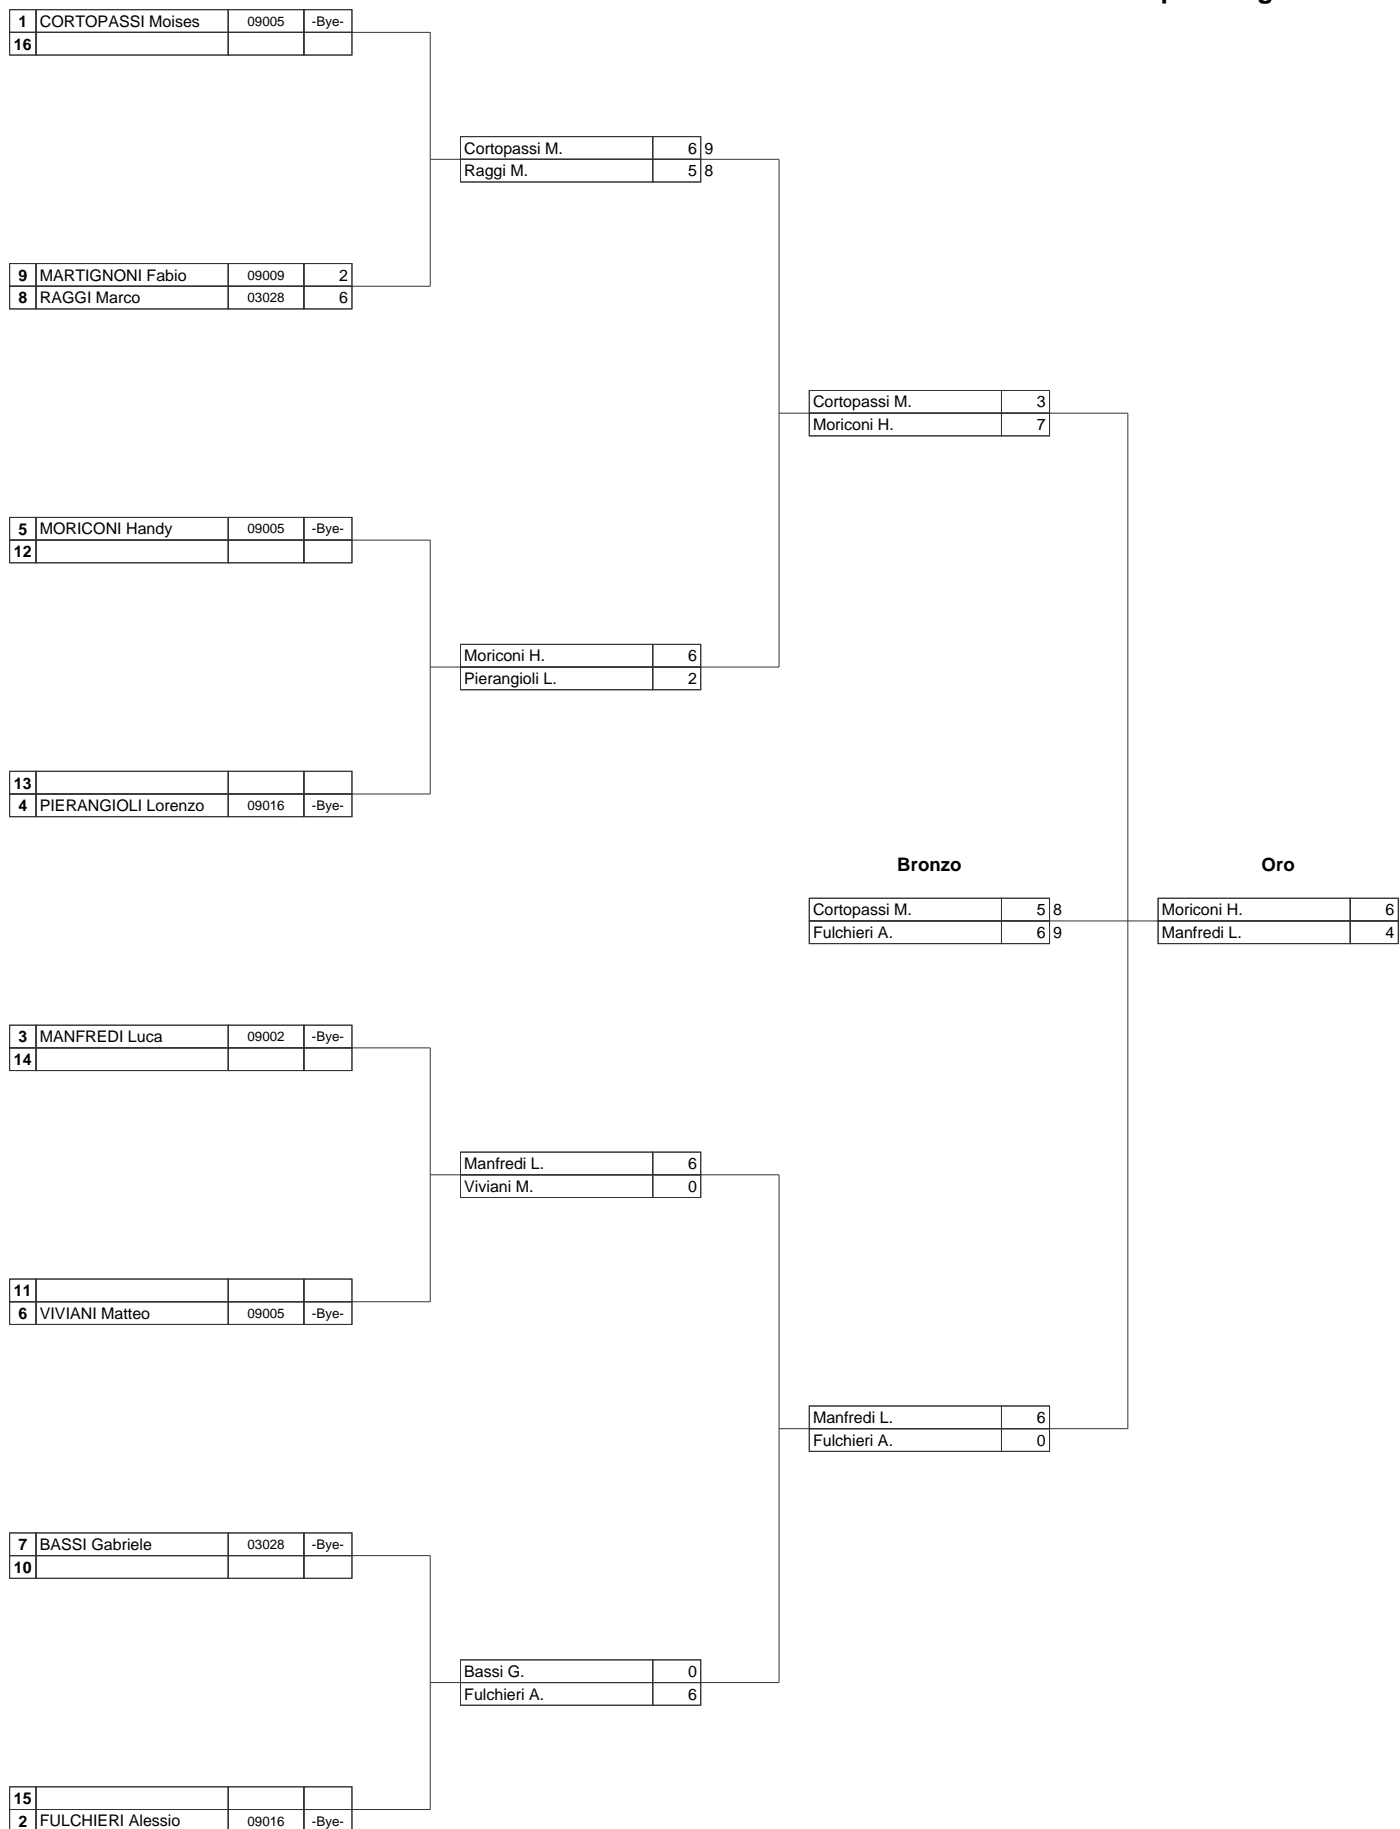 1 CORTOPASSI Moises 09005 -Bye-
16
Cortopassi M. 6 9
Raggi M. 5 8
9 MARTIGNONI Fabio 09009 2
8 RAGGI Marco 03028 6
Cortopassi M. 3
Moriconi H. 7
5 MORICONI Handy 09005 -Bye-
12
Moriconi H. 6
Pierangioli L. 2
13
4 PIERANGIOLI Lorenzo 09016 -Bye-
Bronzo Oro
Cortopassi M. 5 8 Moriconi H. 6
Fulchieri A. 6 9 Manfredi L. 4
3 MANFREDI Luca 09002 -Bye-
14
Manfredi L. 6
Viviani M. 0
11
6 VIVIANI Matteo 09005 -Bye-
Manfredi L. 6
Fulchieri A. 0
7 BASSI Gabriele 03028 -Bye-
10
Bassi G. 0
Fulchieri A. 6
15
2 FULCHIERI Alessio 09016 -Bye-